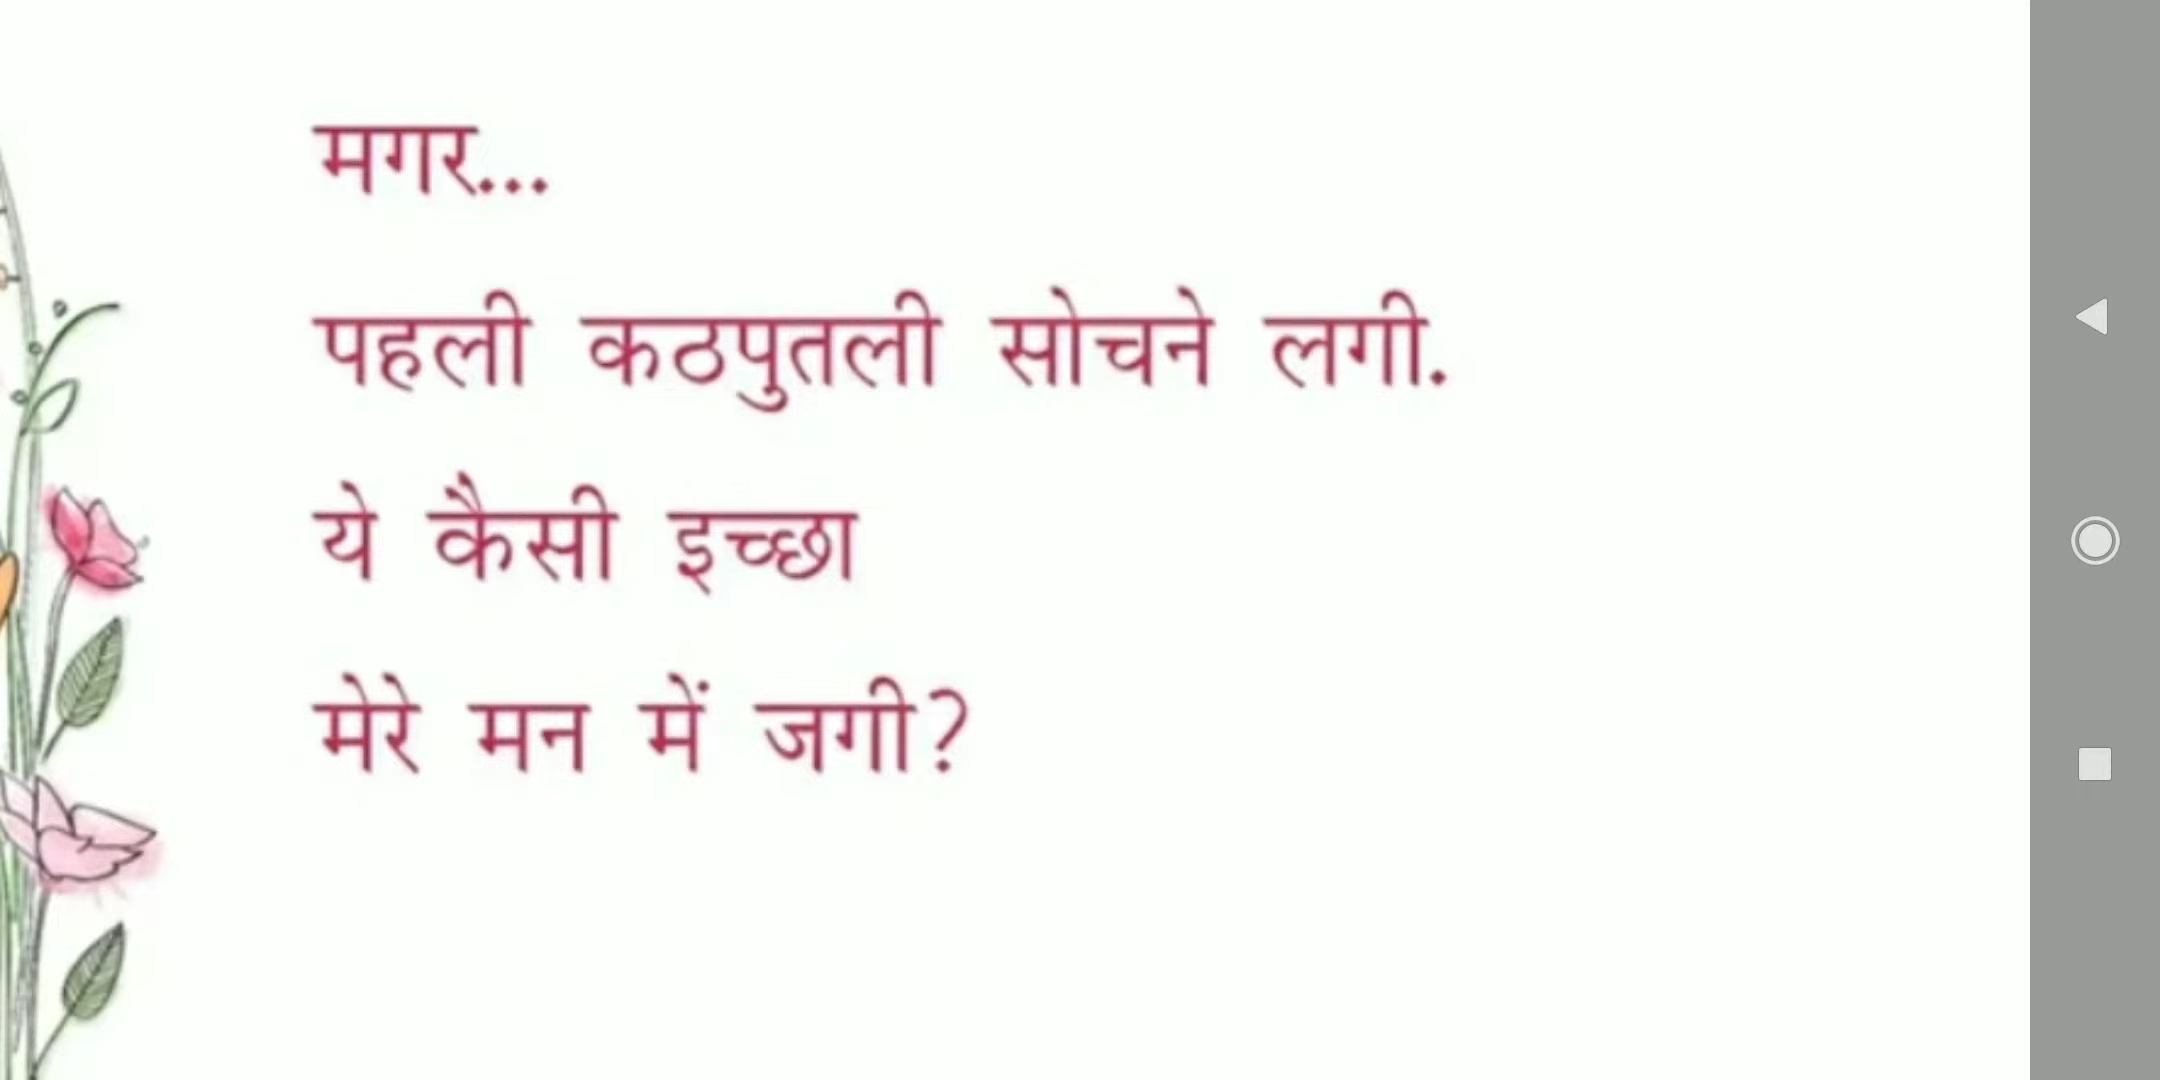 मगर...
पहली कठपुतली सोचने लगी.
ये कैसी इच्छा
मेरे मन में जगी?